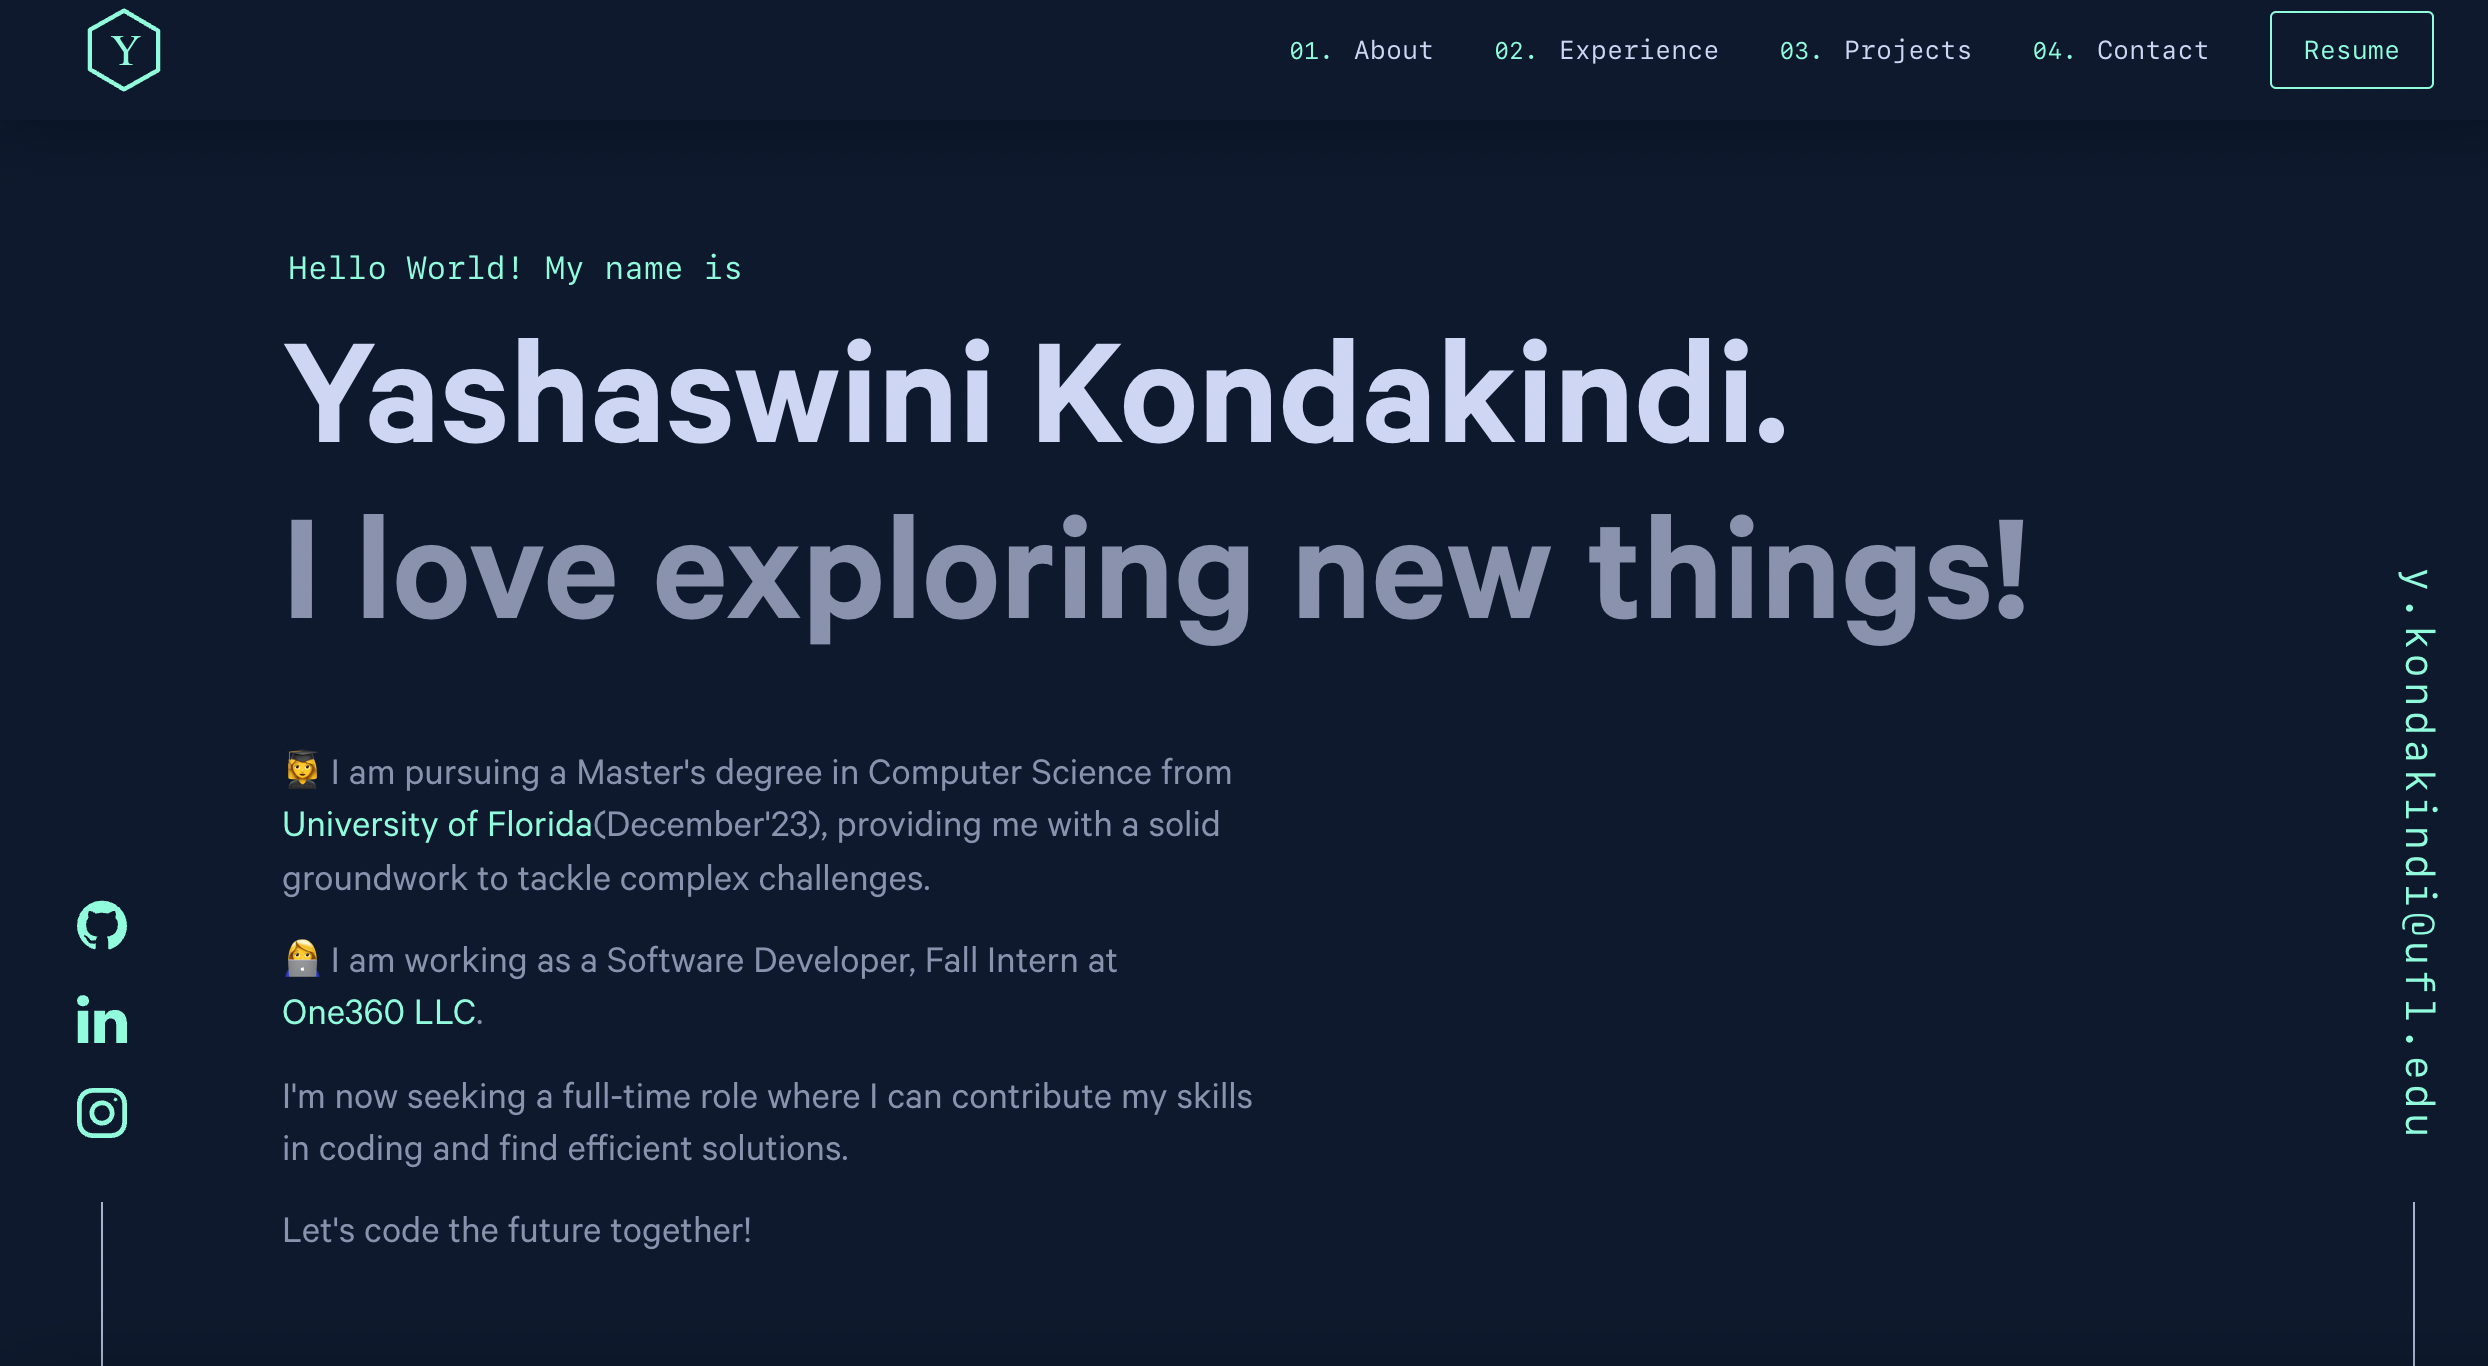 Y
01. About 02. Experience 03. Projects 04. Contact Resume
Hello World! My name is
Yashaswini Kondakindi.
I love exploring new things!
I am pursuing a Master's degree in Computer Science from
University of Florida(December'23), providing me with a solid
groundwork to tackle complex challenges.
I am working as a Software Developer, Fall Intern at
One360 LLC.
I'm now seeking a full-time role where I can contribute my skills
in coding and find efficient solutions.
Let's code the future together!
in
y.kondakindi@ufl.edu